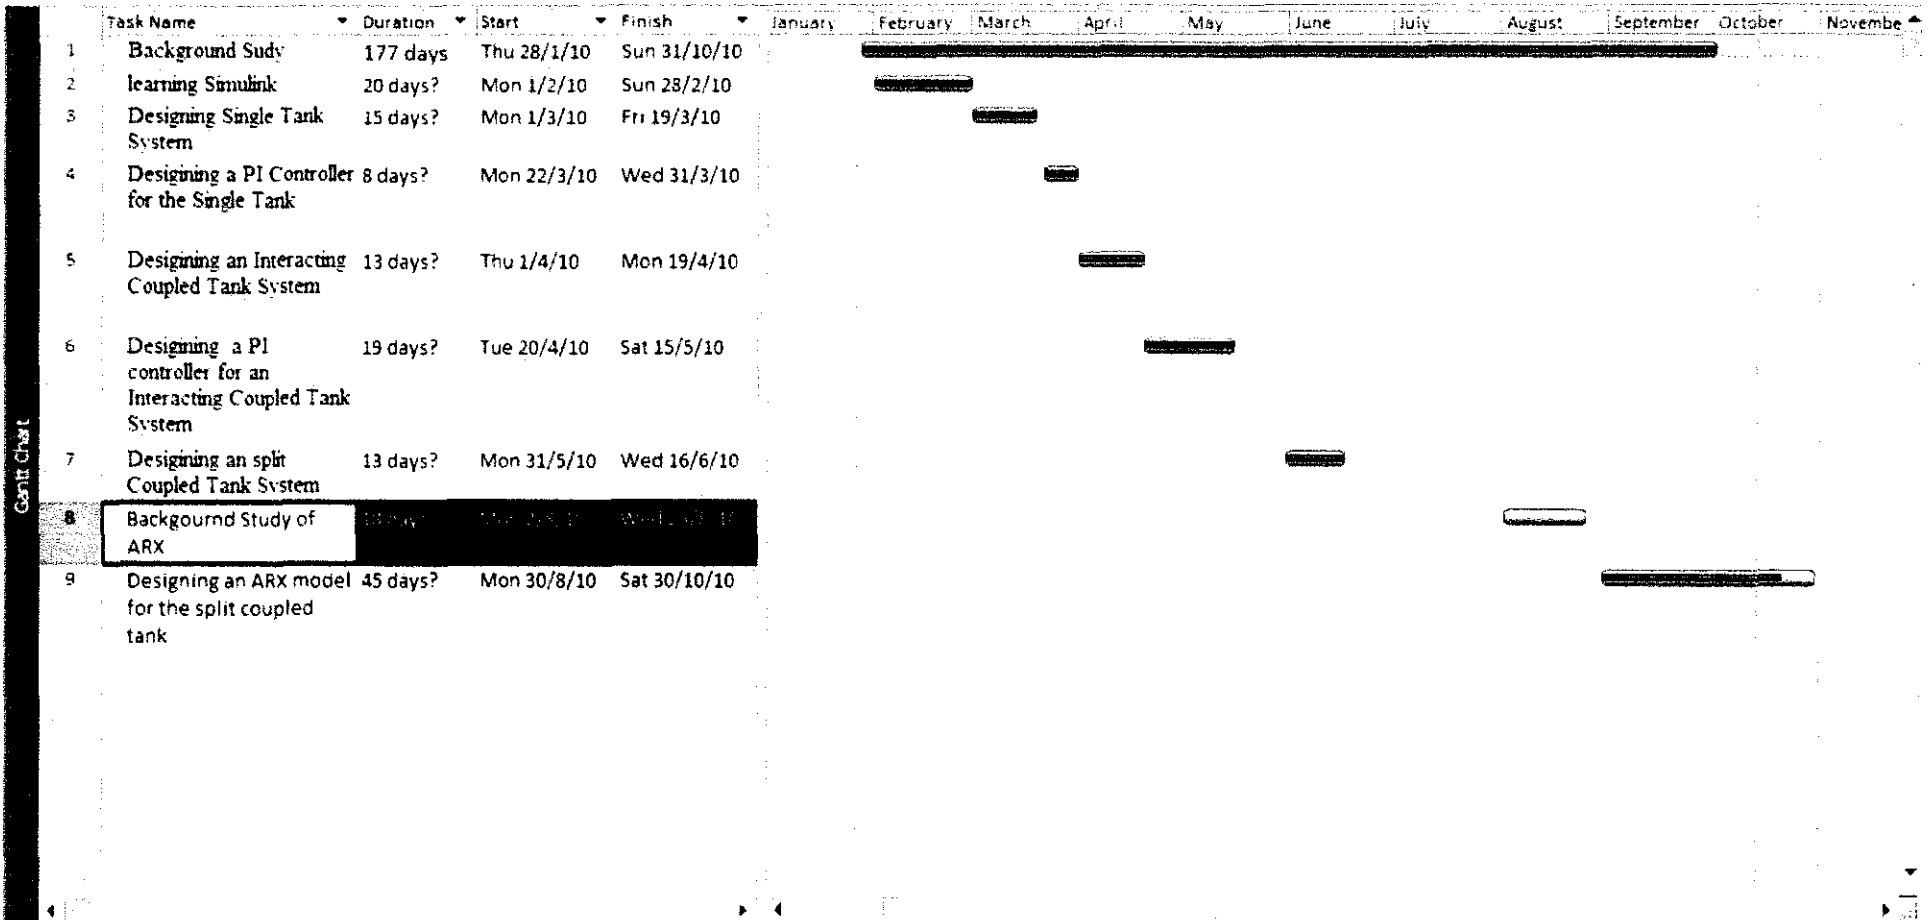 Task Name Duration Start Finish January February March April May June July August September October Novembe
1 Background Sudy 177 days Thu 28/1/10 Sun 31/10/10
2 learning Simulink 20 days? Mon 1/2/10 Sun 28/2/10
3 Designing Single Tank 15 days? Mon 1/3/10 Fri 19/3/10
System
4 Desigining a PI Controller 8 days? Mon 22/3/10 Wed 31/3/10
for the Single Tank
5 Desigining an Interacting 13 days? Thu 1/4/10 Mon 19/4/10
Coupled Tank System
6 Desigining a PI 19 days? Tue 20/4/10 Sat 15/5/10
controller for an
Interacting Coupled Tank
System
Gantt Chart
7 Desigining an split 13 days? Mon 31/5/10 Wed 16/6/10
Coupled Tank System
8 Backgournd Study of
ARX
9 Designing an ARX model 45 days? Mon 30/8/10 Sat 30/10/10
for the split coupled
tank